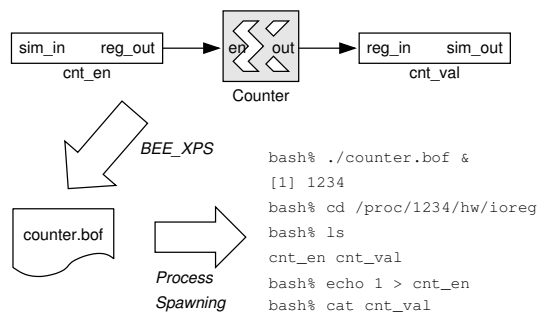 sim_in reg_out
en out
reg_in sim_out
cnt_en
Counter
cnt_val
BEE_XPS
counter.bof
Process
Spawning
bash% ./counter.bof &
[1] 1234
bash% cd /proc/1234/hw/ioreg
bash% ls
cnt_en cnt_val
bash% echo 1 > cnt_en
bash% cat cnt_val